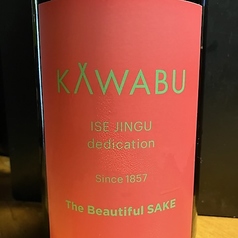 KAWABU
ISE JINGU
dedication
Since 1857
The Beautiful SAKE